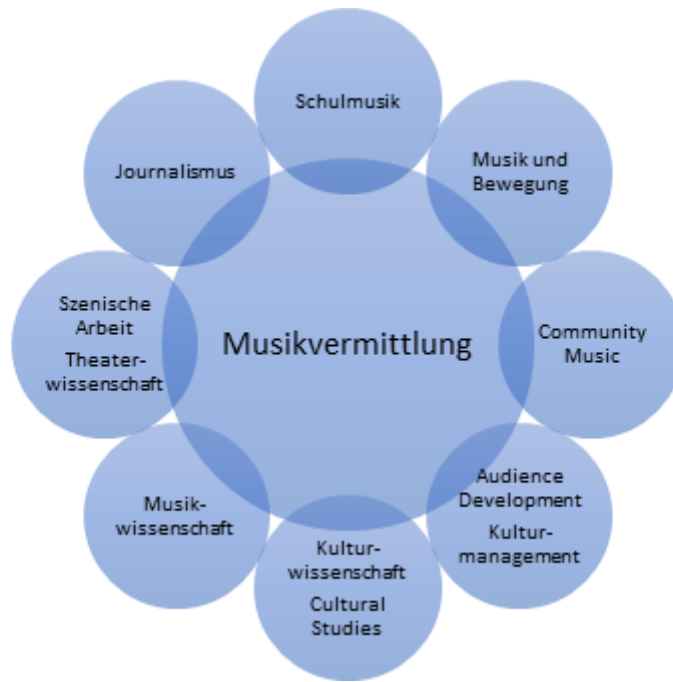 Schulmusik
Musik und
Bewegung
Community
Music
Audience
Development
Kultur-
management
Kultur-
wissenschaft
Cultural
Studies
Musik-
wissenschaft
Szenische
Arbeit
Theater-
wissenschaft
Journalismus
Musikvermittlung